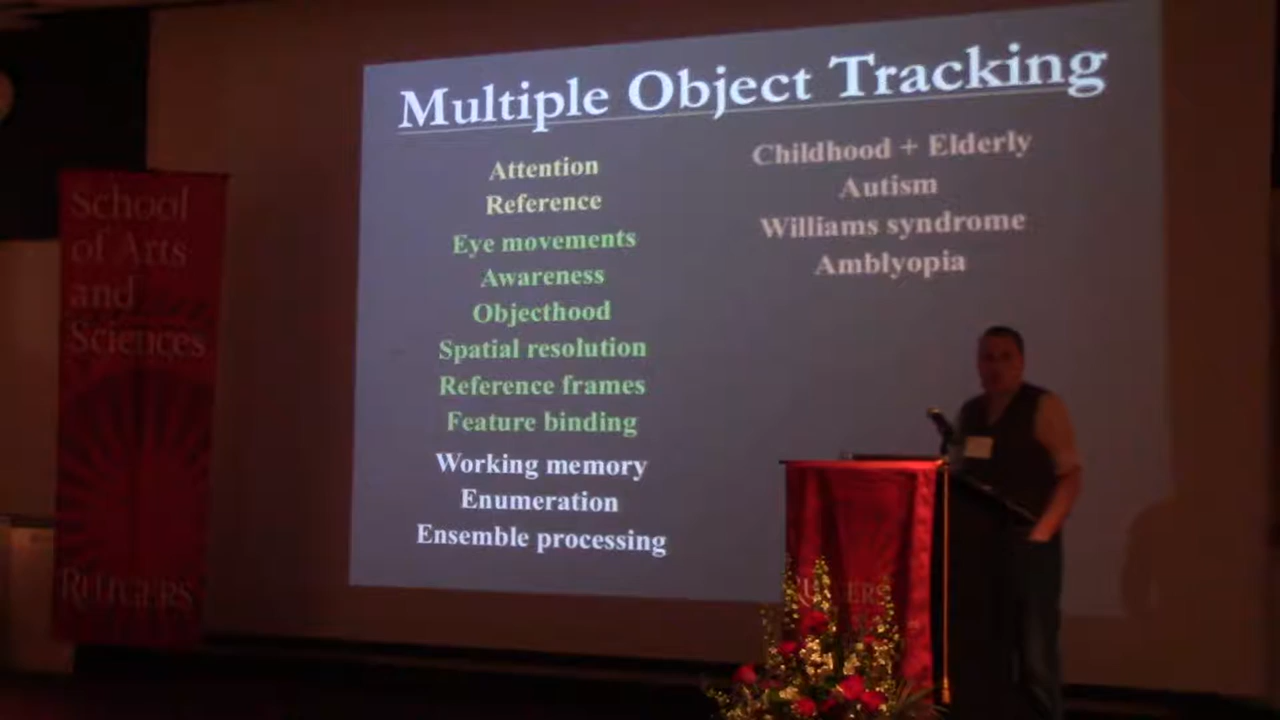 Multiple Object Tracking
Attention
Reference
Eye movements
Awareness
Objecthood
Spatial resolution
Reference frames
Feature binding
Working memory
Enumeration
Ensemble processing
Childhood + Elderly
Autism
Williams syndrome
Amblyopia
School
of Arts
and
Sciences
RUTGERS
RUTGERS